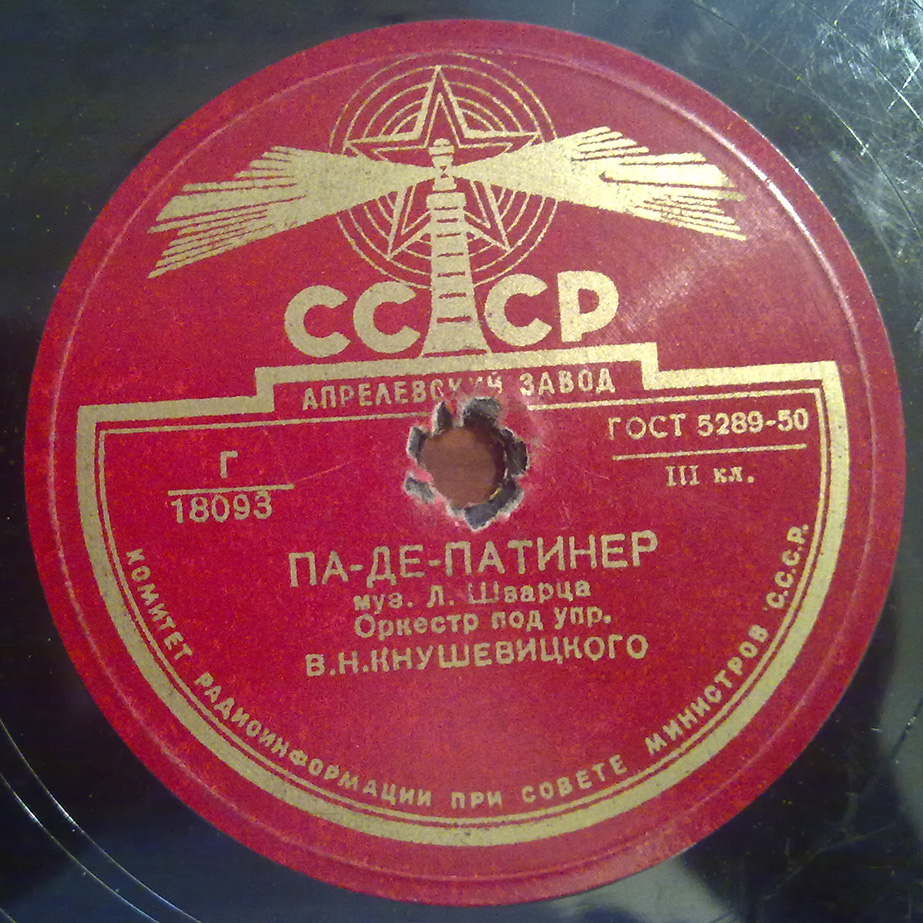 СССР
АПРЕЛЕВСКИЙ ЗАВОД
Г
18093
ГОСТ 5289-50
III кл.
ПА-ДЕ-ПАТИНЕР
муз. Л. Шварца
Оркестр под упр.
В.Н.КНУШЕВИЦКОГО
КОМИТЕТ РАДИОИНФОРМАЦИИ ПРИ СОВЕТЕ МИНИСТРОВ С.С.С.Р.